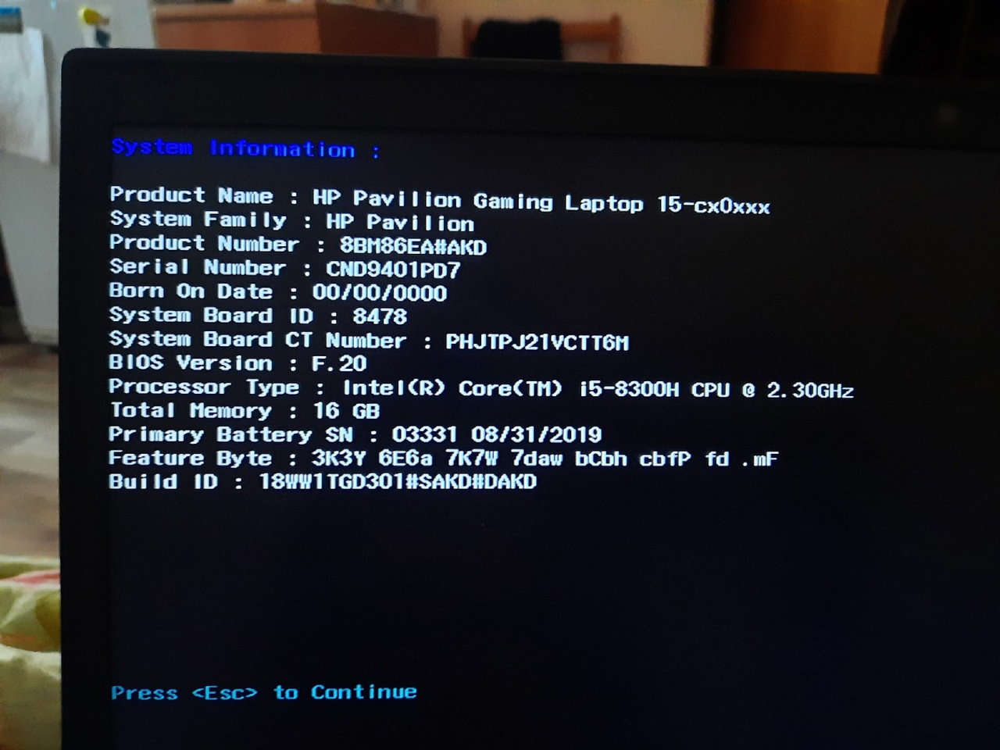 System Information :
Product Name : HP Pavilion Gaming Laptop 15-cx0xxx
System Family : HP Pavilion
Product Number : 8BM86EA#AKD
Serial Number : CND9401PD7
Born On Date : 00/00/0000
System Board ID : 8478
System Board CT Number : PHJTPJ21VCTT6M
BIOS Version : F.20
Processor Type : Intel(R) Core(TM) i5-8300H CPU @ 2.30GHz
Total Memory : 16 GB
Primary Battery SN : 03331 08/31/2019
Feature Byte : 3K3Y 6E6a 7K7W 7daw bCbh cbfP fd .mF
Build ID : 18WW1TGD301#SAKD#DAKD
Press <Esc> to Continue